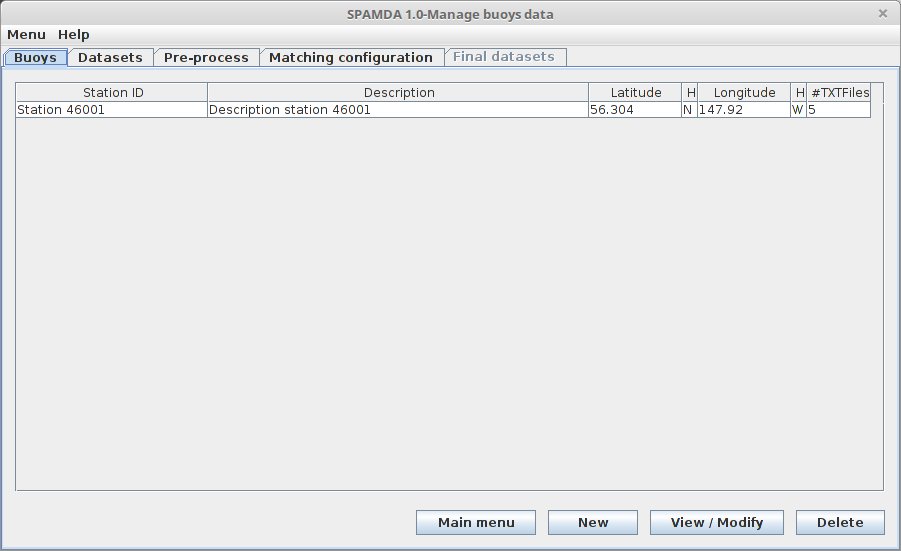 SPAMDA 1.0-Manage buoys data
Menu Help
Buoys Datasets Pre-process Matching configuration Final datasets
Station ID Description Latitude H Longitude H #TXTFiles
Station 46001 Description station 46001 56.304 N 147.92 W 5
Main menu New View / Modify Delete